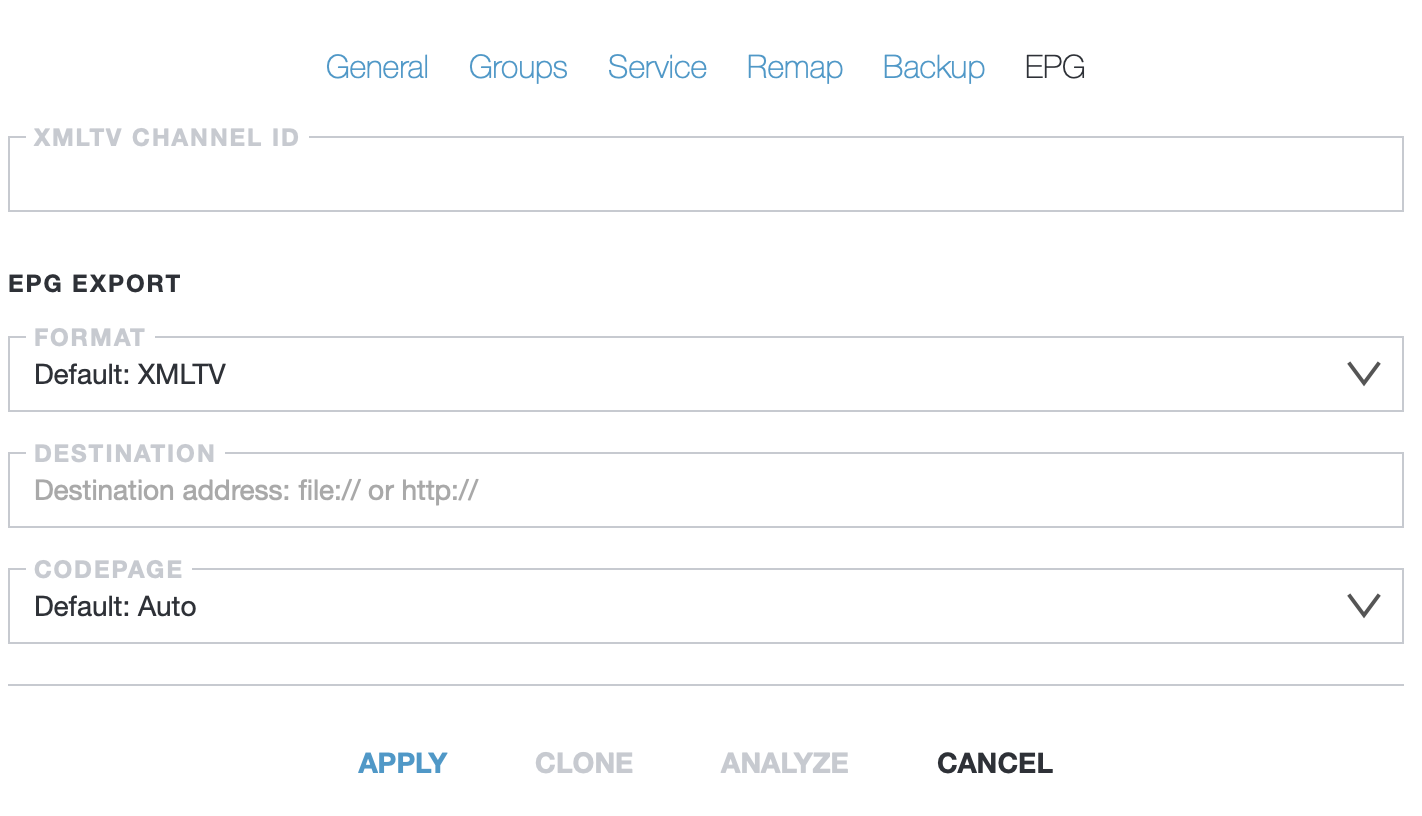 General Groups Service Remap Backup EPG
XMLTV CHANNEL ID
EPG EXPORT
FORMAT
Default: XMLTV
DESTINATION
Destination address: file:// or http://
CODEPAGE
Default: Auto
APPLY CLONE ANALYZE CANCEL